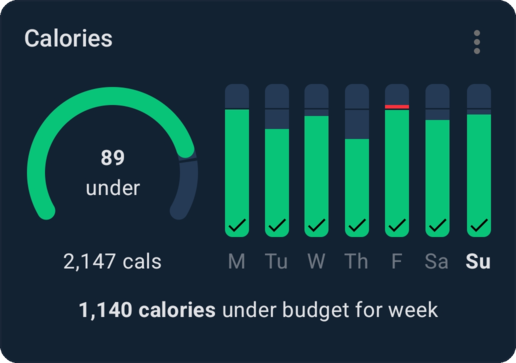 Calories
89
under
2,147 cals
M Tu W Th F Sa Su
1,140 calories under budget for week